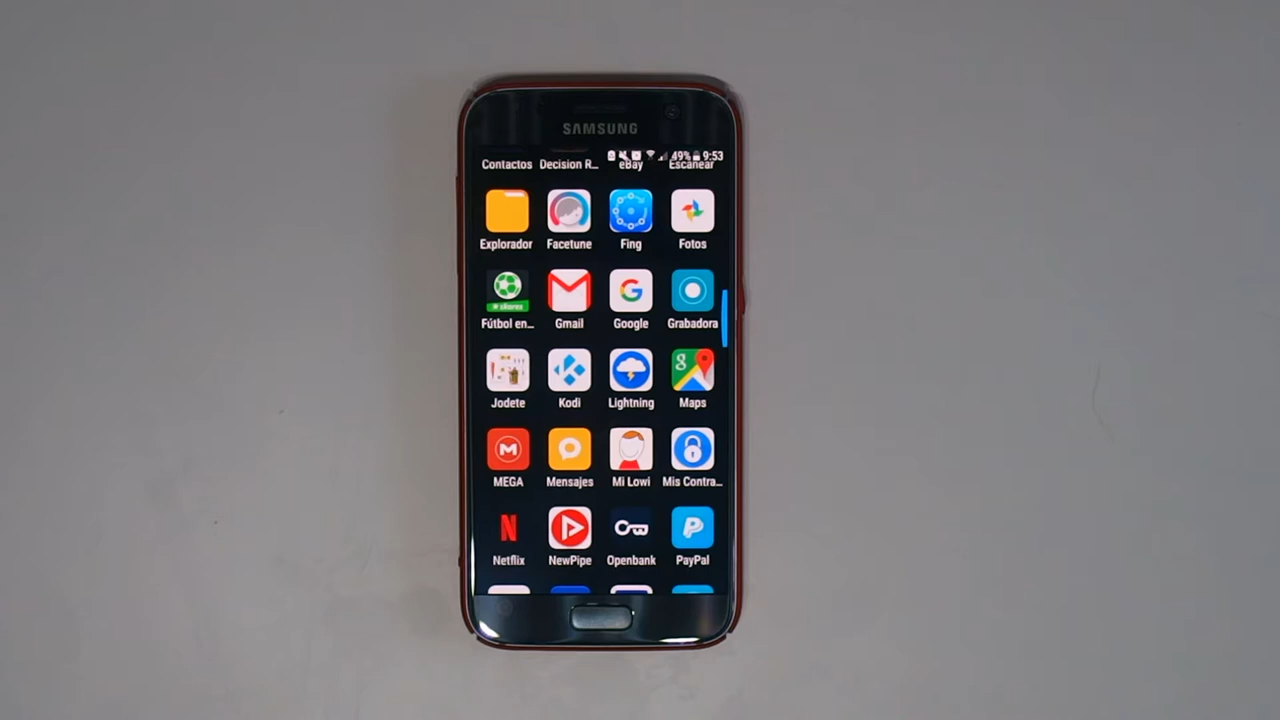 SAMSUNG
49% 9:53
Contactos Decision R... eBay Escanear
Explorador Facetune Fing Fotos
Fútbol en... Gmail Google Grabadora
Jodete Kodi Lightning Maps
MEGA Mensajes Mi Lowi Mis Contra...
Netflix NewPipe Openbank PayPal